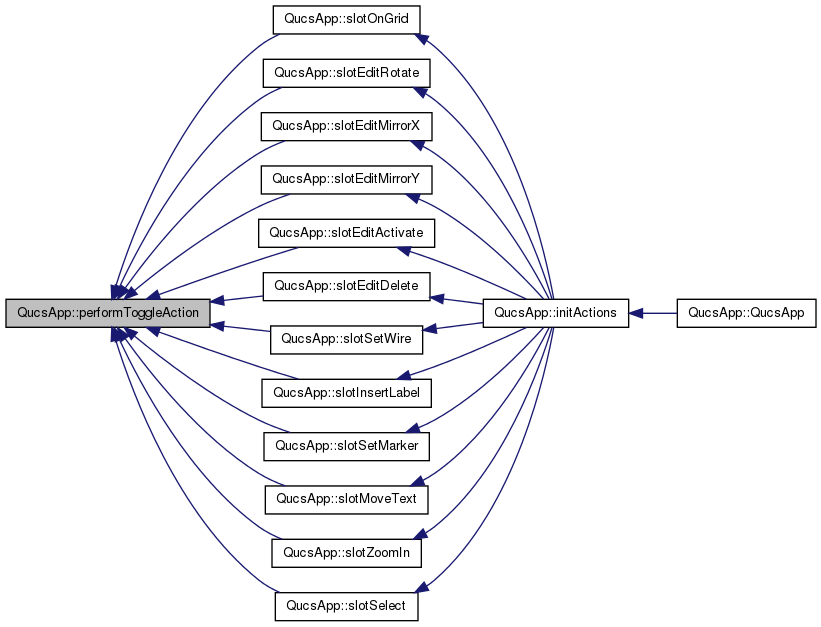 QucsApp::slotOnGrid
QucsApp::slotEditRotate
QucsApp::slotEditMirrorX
QucsApp::slotEditMirrorY
QucsApp::slotEditActivate
QucsApp::slotEditDelete
QucsApp::performToggleAction
QucsApp::initActions
QucsApp::QucsApp
QucsApp::slotSetWire
QucsApp::slotInsertLabel
QucsApp::slotSetMarker
QucsApp::slotMoveText
QucsApp::slotZoomIn
QucsApp::slotSelect